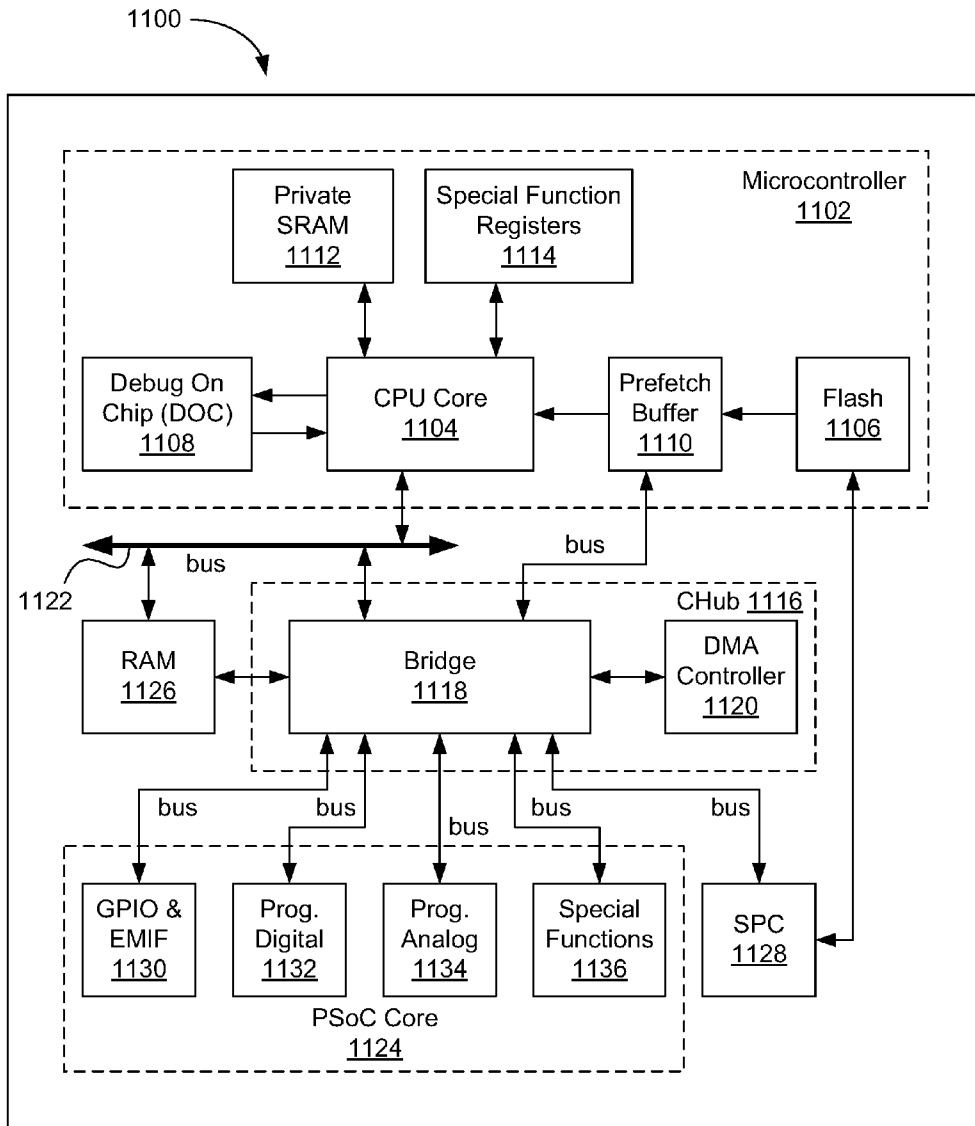 1100
Microcontroller
1102
Private
SRAM
1112
Special Function
Registers
1114
Debug On
Chip (DOC)
1108
CPU Core
1104
Prefetch
Buffer
1110
Flash
1106
bus
1122
bus
CHub 1116
RAM
1126
Bridge
1118
DMA
Controller
1120
bus
bus
bus
bus
bus
GPIO &
EMIF
1130
Prog.
Digital
1132
Prog.
Analog
1134
Special
Functions
1136
SPC
1128
PSoC Core
1124